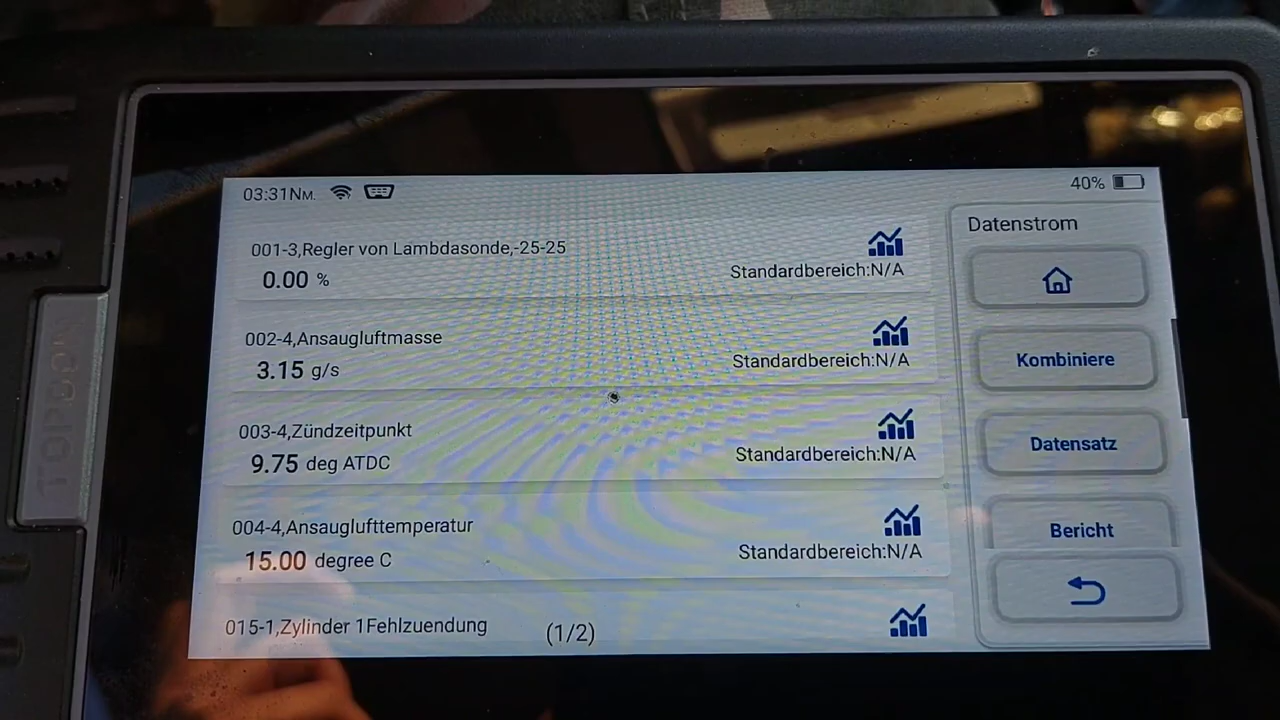 03:31NM.
40%
Datenstrom
001-3,Regler von Lambdasonde,-25-25
0.00 %
Standardbereich:N/A
002-4,Ansaugluftmasse
3.15 g/s
Standardbereich:N/A
003-4,Zündzeitpunkt
9.75 deg ATDC
Standardbereich:N/A
004-4,Ansauglufttemperatur
15.00 degree C
Standardbereich:N/A
015-1,Zylinder 1Fehlzuendung
(1/2)
Kombiniere
Datensatz
Bericht
TOPDON